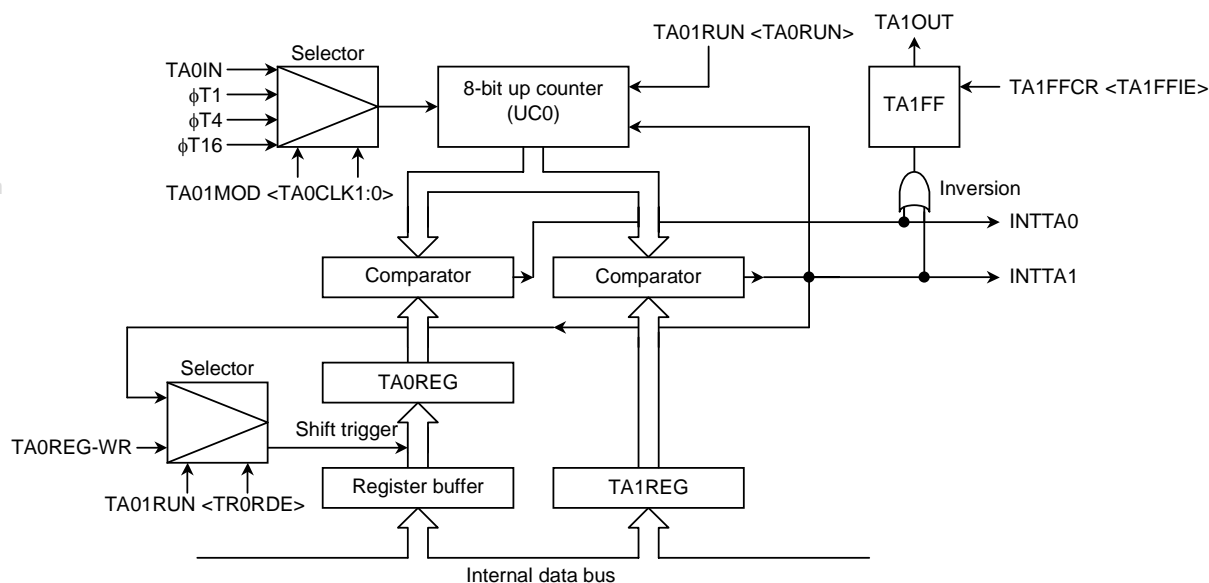 TA1OUT
TA01RUN <TA0RUN>
Selector
TA0IN
ϕT1
ϕT4
ϕT16
8-bit up counter
(UC0)
TA1FF
TA1FFCR <TA1FFIE>
TA01MOD <TA0CLK1:0>
Inversion
INTTA0
Comparator
Comparator
INTTA1
Selector
TA0REG
TA0REG-WR
Shift trigger
Register buffer
TA1REG
TA01RUN <TR0RDE>
Internal data bus